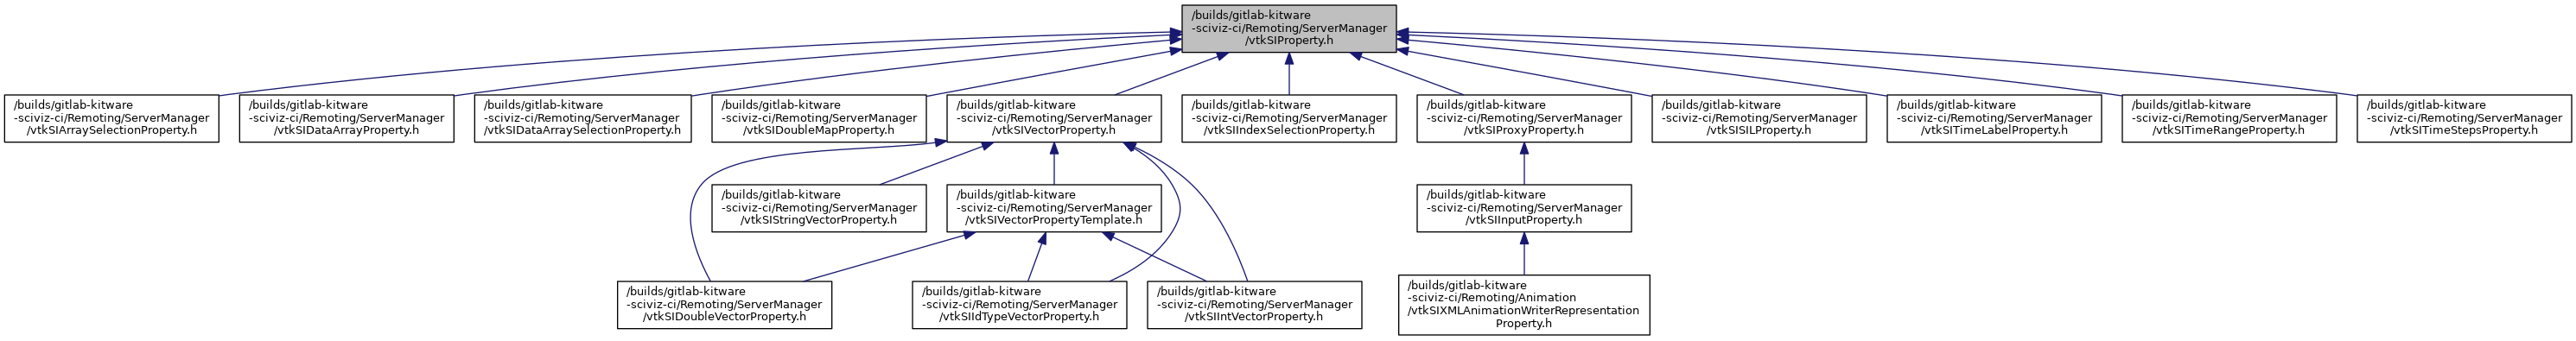 /builds/gitlab-kitware
-sciviz-ci/Remoting/ServerManager
/vtkSIProperty.h
/builds/gitlab-kitware
-sciviz-ci/Remoting/ServerManager
/vtkSIArraySelectionProperty.h
/builds/gitlab-kitware
-sciviz-ci/Remoting/ServerManager
/vtkSIDataArrayProperty.h
/builds/gitlab-kitware
-sciviz-ci/Remoting/ServerManager
/vtkSIDataArraySelectionProperty.h
/builds/gitlab-kitware
-sciviz-ci/Remoting/ServerManager
/vtkSIDoubleMapProperty.h
/builds/gitlab-kitware
-sciviz-ci/Remoting/ServerManager
/vtkSIVectorProperty.h
/builds/gitlab-kitware
-sciviz-ci/Remoting/ServerManager
/vtkSIIndexSelectionProperty.h
/builds/gitlab-kitware
-sciviz-ci/Remoting/ServerManager
/vtkSIProxyProperty.h
/builds/gitlab-kitware
-sciviz-ci/Remoting/ServerManager
/vtkSISILProperty.h
/builds/gitlab-kitware
-sciviz-ci/Remoting/ServerManager
/vtkSITimeLabelProperty.h
/builds/gitlab-kitware
-sciviz-ci/Remoting/ServerManager
/vtkSITimeRangeProperty.h
/builds/gitlab-kitware
-sciviz-ci/Remoting/ServerManager
/vtkSITimeStepsProperty.h
/builds/gitlab-kitware
-sciviz-ci/Remoting/ServerManager
/vtkSIStringVectorProperty.h
/builds/gitlab-kitware
-sciviz-ci/Remoting/ServerManager
/vtkSIVectorPropertyTemplate.h
/builds/gitlab-kitware
-sciviz-ci/Remoting/ServerManager
/vtkSIInputProperty.h
/builds/gitlab-kitware
-sciviz-ci/Remoting/ServerManager
/vtkSIDoubleVectorProperty.h
/builds/gitlab-kitware
-sciviz-ci/Remoting/ServerManager
/vtkSIIdTypeVectorProperty.h
/builds/gitlab-kitware
-sciviz-ci/Remoting/ServerManager
/vtkSIIntVectorProperty.h
/builds/gitlab-kitware
-sciviz-ci/Remoting/Animation
/vtkSIXMLAnimationWriterRepresentation
Property.h